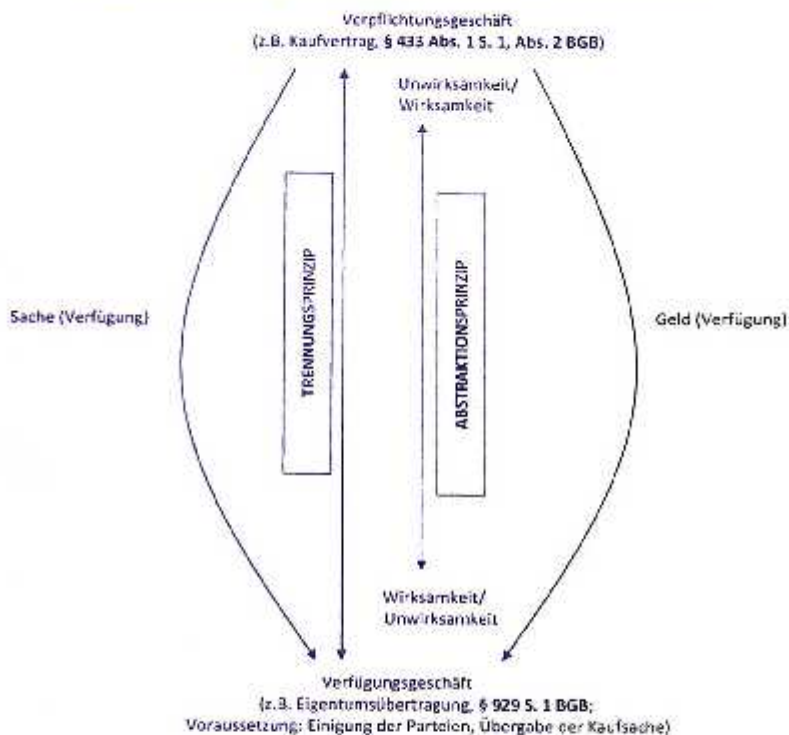 Verpflichtungsgeschäft
(z.B. Kaufvertrag, § 433 Abs. 1 S. 1, Abs. 2 BGB)
Unwirksamkeit/
Wirksamkeit
TRENNUNGSPRINZIP
ABSTRAKTIONSPRINZIP
Sache (Verfügung)
Geld (Verfügung)
Wirksamkeit/
Unwirksamkeit
Verfügungsgeschäft
(z.B. Eigentumsübertragung, § 929 S. 1 BGB;
Voraussetzung: Einigung der Parteien, Übergabe der Kaufsache)